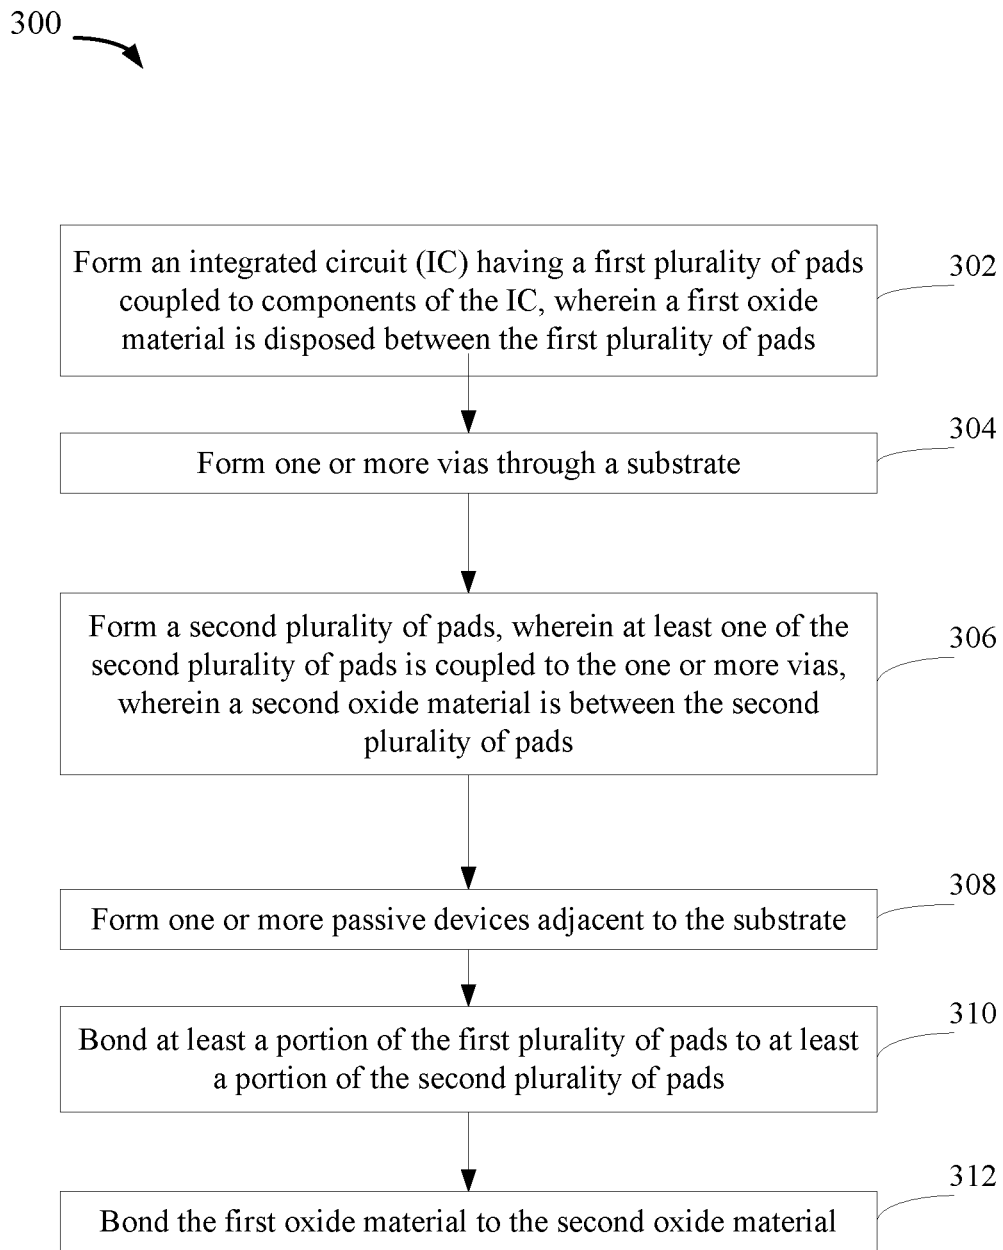 300
Form an integrated circuit (IC) having a first plurality of pads
coupled to components of the IC, wherein a first oxide
material is disposed between the first plurality of pads
302
Form one or more vias through a substrate
304
Form a second plurality of pads, wherein at least one of the
second plurality of pads is coupled to the one or more vias,
wherein a second oxide material is between the second
plurality of pads
306
Form one or more passive devices adjacent to the substrate
308
Bond at least a portion of the first plurality of pads to at least
a portion of the second plurality of pads
310
Bond the first oxide material to the second oxide material
312